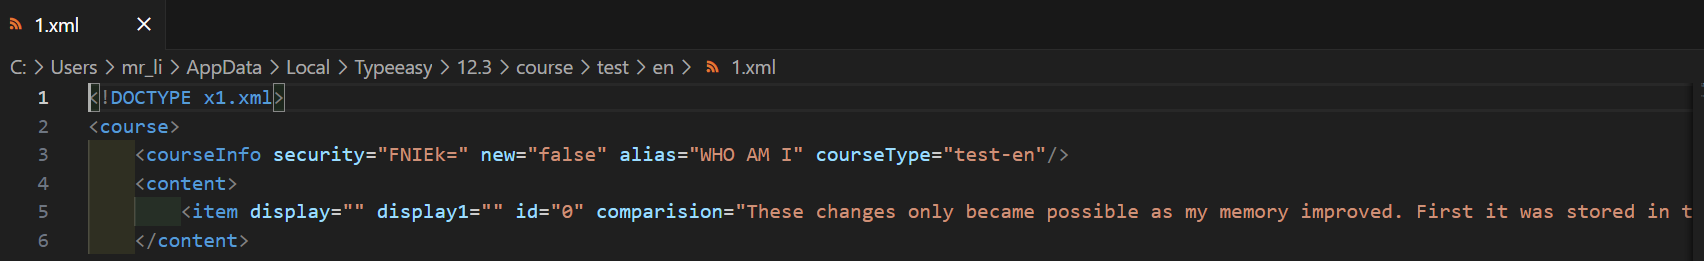 1.xml
C: > Users > mr_li > AppData > Local > Typeeasy > 12.3 > course > test > en > 1.xml
1 <!DOCTYPE x1.xml>
2 <course>
3 <courseInfo security="FNIEk=" new="false" alias="WHO AM I" courseType="test-en"/>
4 <content>
5 <item display="" display1="" id="0" comparision="These changes only became possible as my memory improved. First it was stored in t
6 </content>